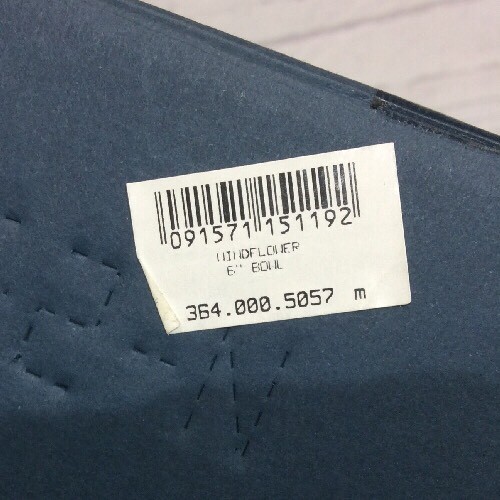 091571 151192
WINDFLOWER
6" BOWL
364.000.5057 m